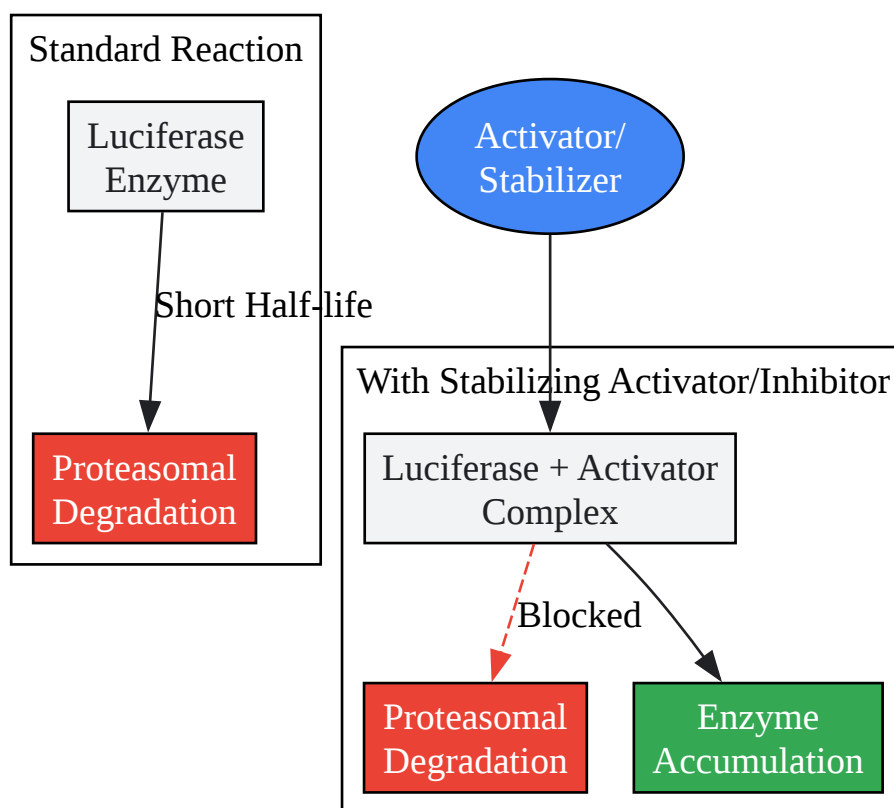 Standard Reaction
Luciferase
Enzyme
Short Half-life
Proteasomal
Degradation
Activator/
Stabilizer
With Stabilizing Activator/Inhibitor
Luciferase + Activator
Complex
Blocked
Proteasomal
Degradation
Enzyme
Accumulation